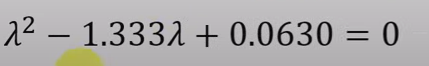 λ² − 1.333λ + 0.0630 = 0